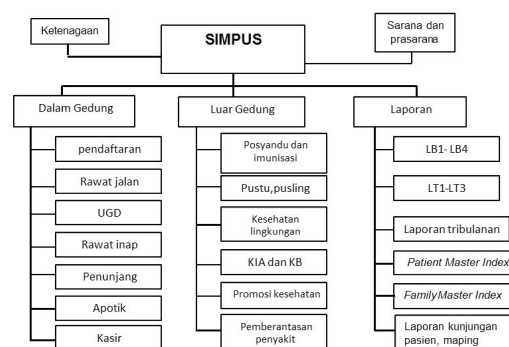 Ketenagaan
SIMPUS
Sarana dan
prasarana
Dalam Gedung
Luar Gedung
Laporan
pendaftaran
Rawat jalan
UGD
Rawat inap
Penunjang
Apotik
Kasir
Posyandu dan
imunisasi
Pustu,pusling
Kesehatan
lingkungan
KIA dan KB
Promosi kesehatan
Pemberantasan
penyakit
LB1- LB4
LT1-LT3
Laporan tribulanan
Patient Master Index
FamilyMaster Index
Laporan kunjungan
pasien, maping